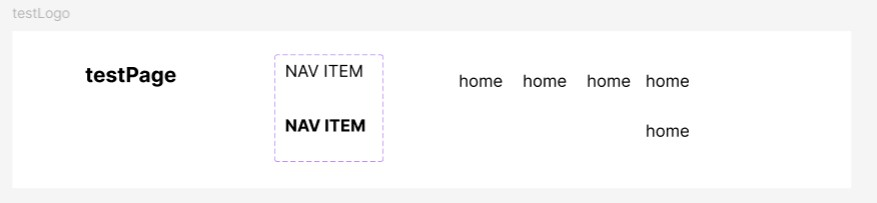 testLogo
testPage
NAV ITEM
NAV ITEM
home home home home
home